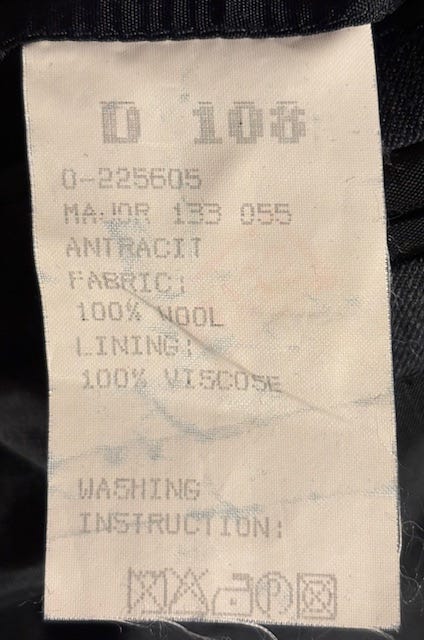 D 108
0-225605
MAJOR 133 055
ANTRACIT
FABRIC:
100% WOOL
LINING:
100% VISCOSE
WASHING
INSTRUCTION:
P